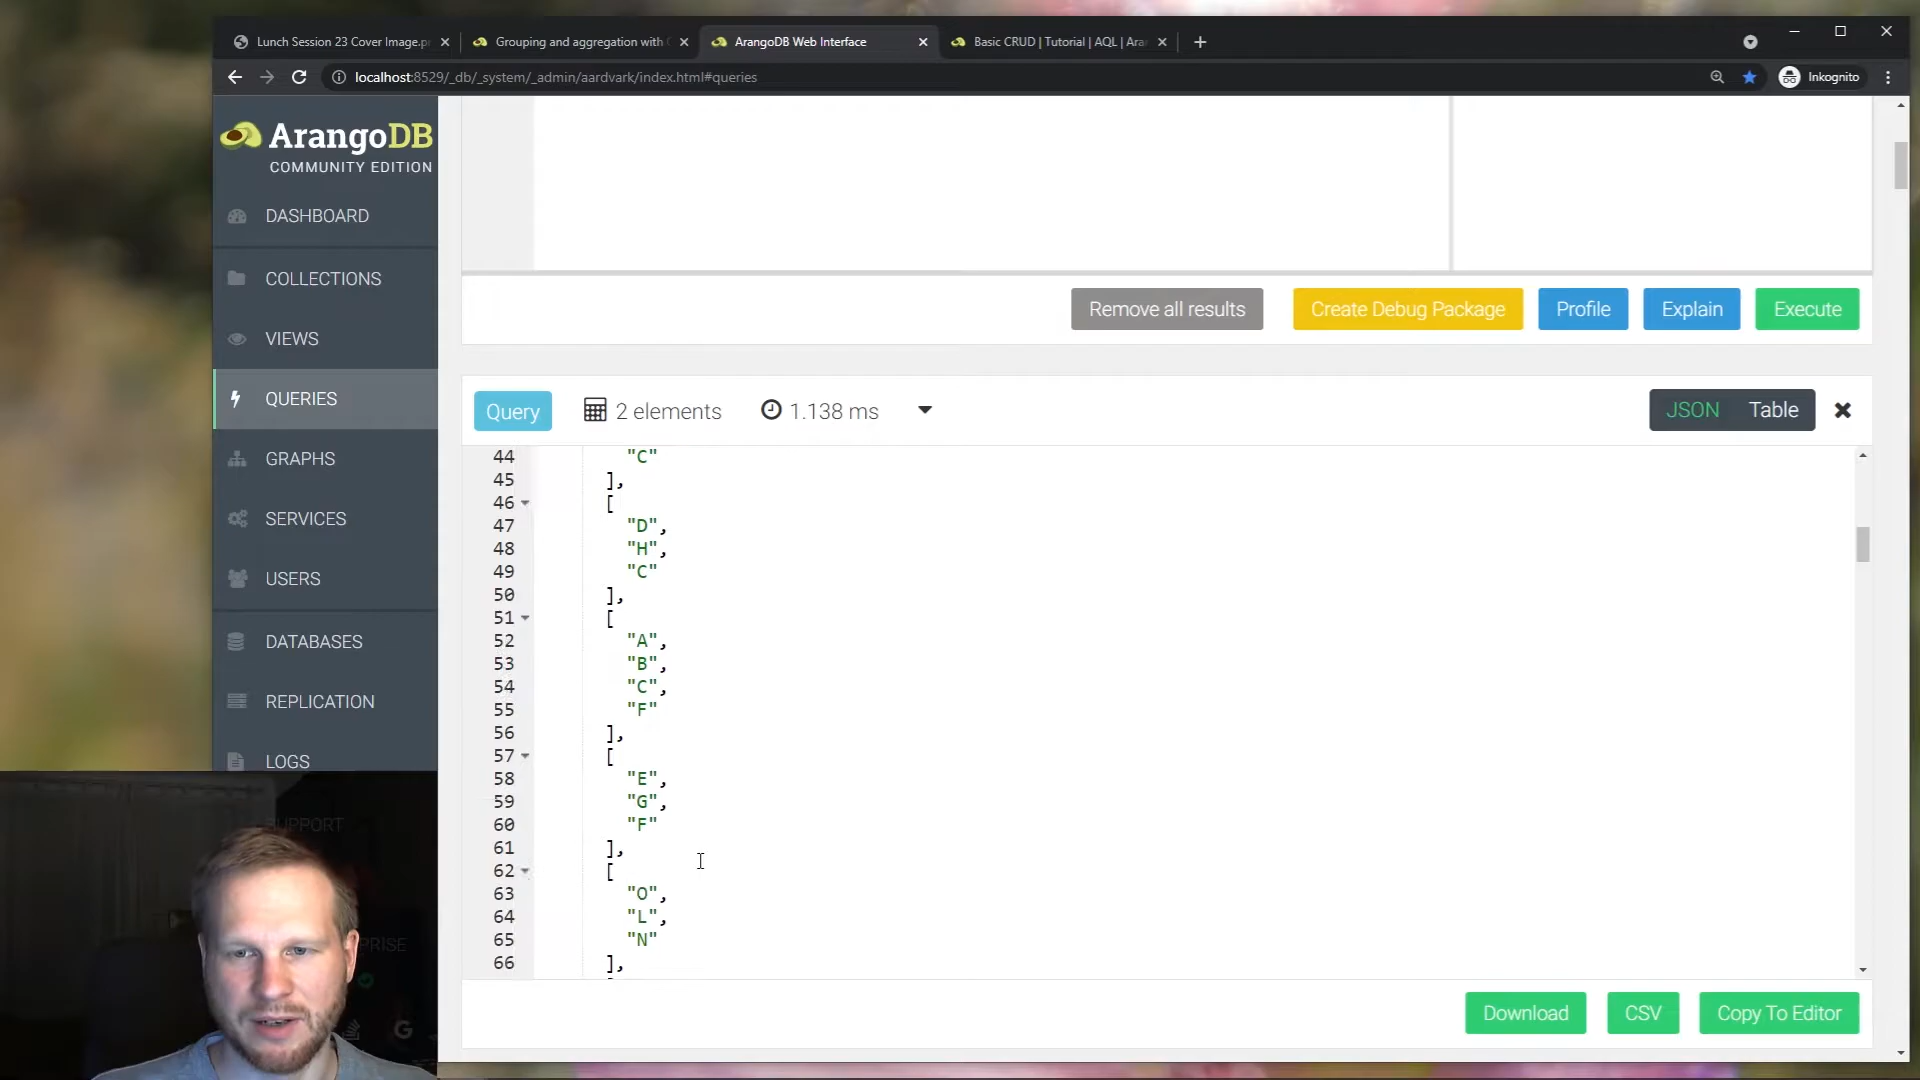 Lunch Session 23 Cover Image.p
Grouping and aggregation with
ArangoDB Web Interface
Basic CRUD | Tutorial | AQL | Ara
localhost:8529/_db/_system/_admin/aardvark/index.html#queries
Inkognito
ArangoDB
COMMUNITY EDITION
DASHBOARD
COLLECTIONS
VIEWS
QUERIES
GRAPHS
SERVICES
USERS
DATABASES
REPLICATION
LOGS
SUPPORT
PRISE
G
Remove all results
Create Debug Package
Profile
Explain
Execute
Query
2 elements
1.138 ms
JSON
Table
44 "C"
45 ],
46 [
47 "D",
48 "H",
49 "C"
50 ],
51 [
52 "A",
53 "B",
54 "C",
55 "F"
56 ],
57 [
58 "E",
59 "G",
60 "F"
61 ],
62 [
63 "O",
64 "L",
65 "N"
66 ],
Download
CSV
Copy To Editor